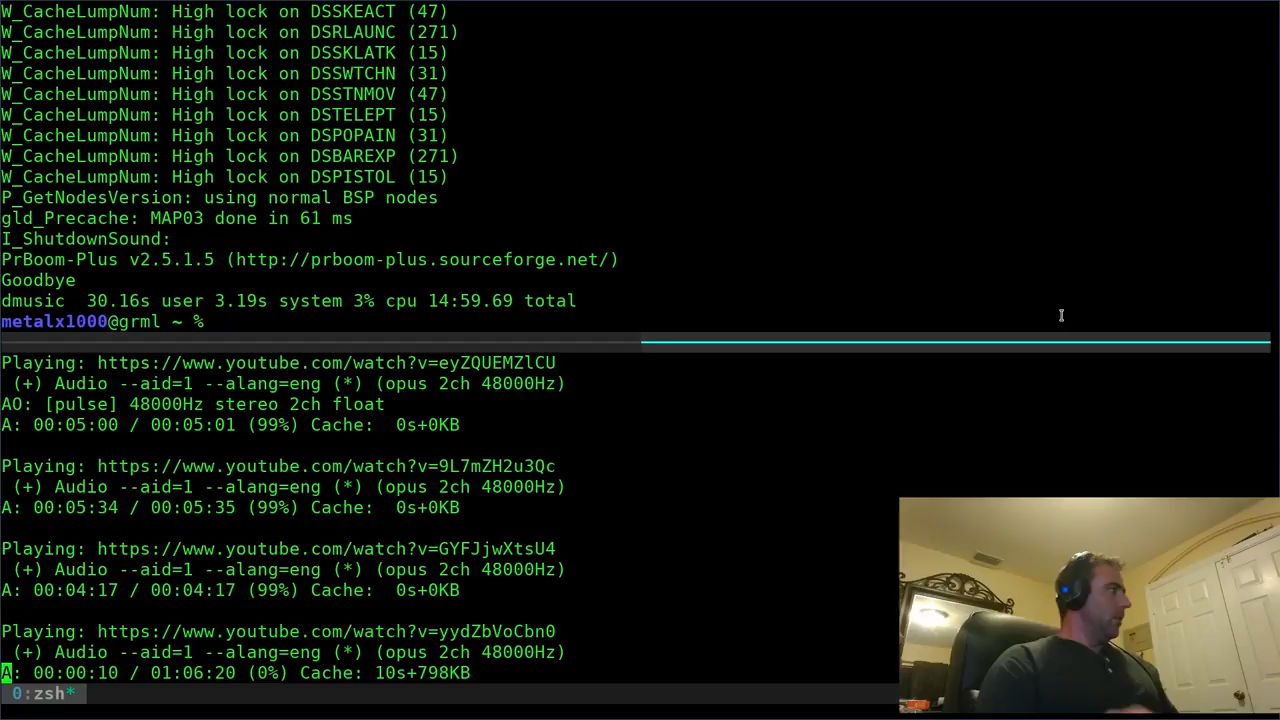 W_CacheLumpNum: High lock on DSSKEACT (47)
W_CacheLumpNum: High lock on DSRLAUNC (271)
W_CacheLumpNum: High lock on DSSKLATK (15)
W_CacheLumpNum: High lock on DSSWTCHN (31)
W_CacheLumpNum: High lock on DSSTNMOV (47)
W_CacheLumpNum: High lock on DSTELEPT (15)
W_CacheLumpNum: High lock on DSPOPAIN (31)
W_CacheLumpNum: High lock on DSBAREXP (271)
W_CacheLumpNum: High lock on DSPISTOL (15)
P_GetNodesVersion: using normal BSP nodes
gld_Precache: MAP03 done in 61 ms
I_ShutdownSound:
PrBoom-Plus v2.5.1.5 (http://prboom-plus.sourceforge.net/)
Goodbye
dmusic  30.16s user 3.19s system 3% cpu 14:59.69 total
metalx1000@grml ~ %
Playing: https://www.youtube.com/watch?v=eyZQUEMZlCU
 (+) Audio --aid=1 --alang=eng (*) (opus 2ch 48000Hz)
AO: [pulse] 48000Hz stereo 2ch float
A: 00:05:00 / 00:05:01 (99%) Cache:  0s+0KB
Playing: https://www.youtube.com/watch?v=9L7mZH2u3Qc
 (+) Audio --aid=1 --alang=eng (*) (opus 2ch 48000Hz)
A: 00:05:34 / 00:05:35 (99%) Cache:  0s+0KB
Playing: https://www.youtube.com/watch?v=GYFJjwXtsU4
 (+) Audio --aid=1 --alang=eng (*) (opus 2ch 48000Hz)
A: 00:04:17 / 00:04:17 (99%) Cache:  0s+0KB
Playing: https://www.youtube.com/watch?v=yydZbVoCbn0
 (+) Audio --aid=1 --alang=eng (*) (opus 2ch 48000Hz)
A: 00:00:10 / 01:06:20 (0%) Cache: 10s+798KB
0:zsh*